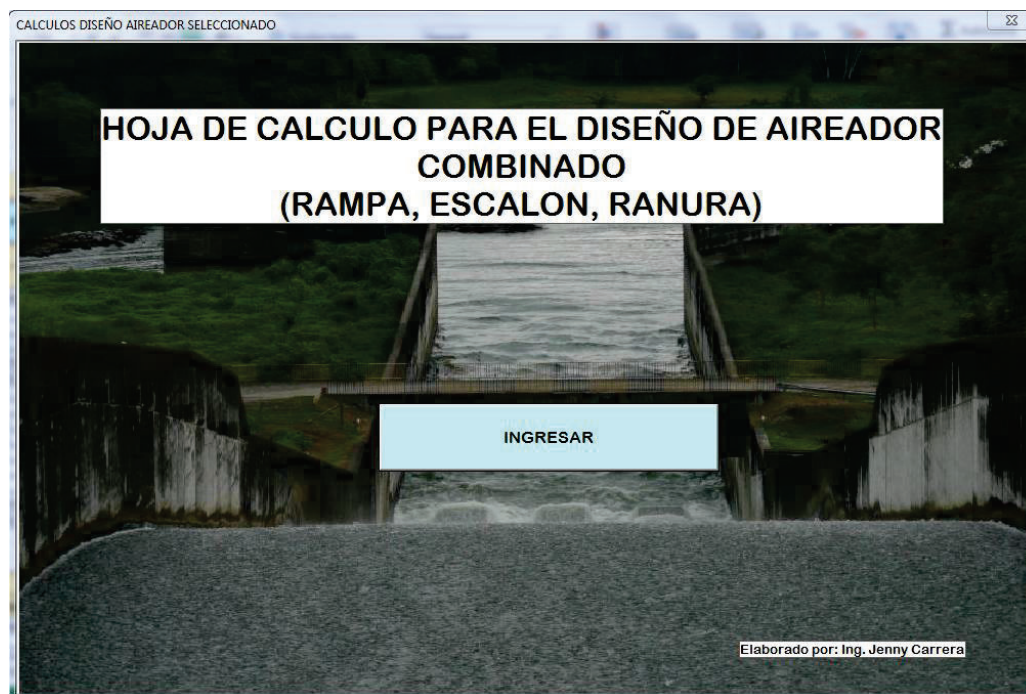 CALCULOS DISEÑO AIREADOR SELECCIONADO
HOJA DE CALCULO PARA EL DISEÑO DE AIREADOR
COMBINADO
(RAMPA, ESCALON, RANURA)
INGRESAR
Elaborado por: Ing. Jenny Carrera